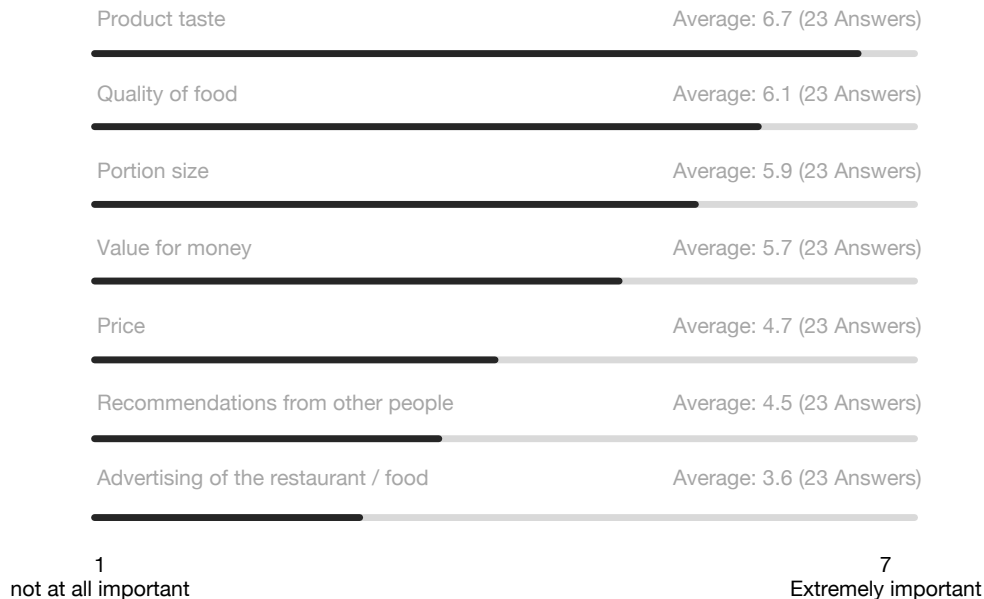 Product taste Average: 6.7 (23 Answers)
Quality of food Average: 6.1 (23 Answers)
Portion size Average: 5.9 (23 Answers)
Value for money Average: 5.7 (23 Answers)
Price Average: 4.7 (23 Answers)
Recommendations from other people Average: 4.5 (23 Answers)
Advertising of the restaurant / food Average: 3.6 (23 Answers)
1 7
not at all important Extremely important